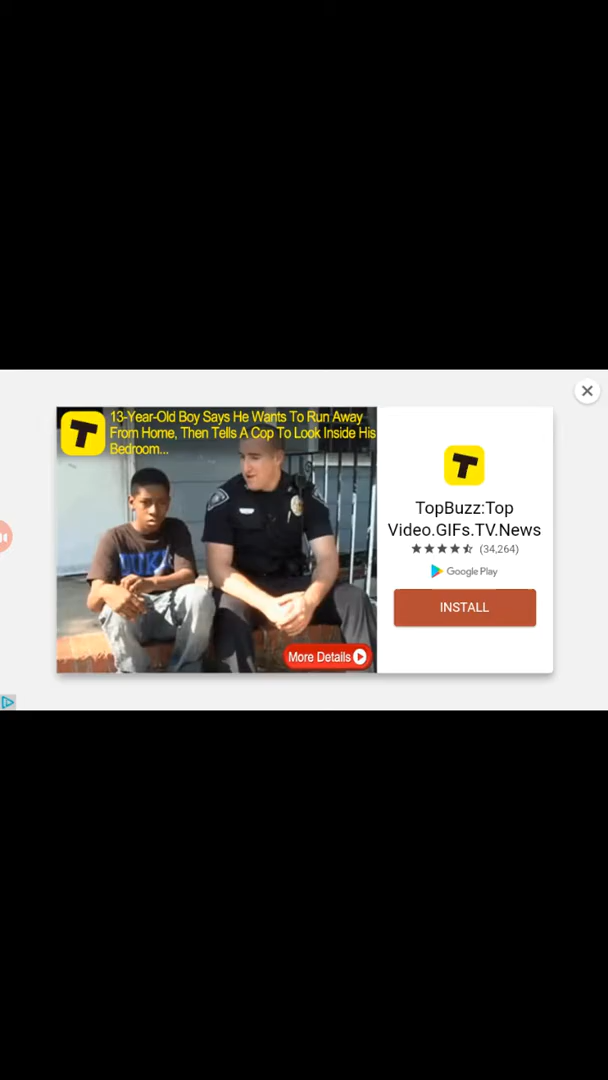 13-Year-Old Boy Says He Wants To Run Away
From Home, Then Tells A Cop To Look Inside His
Bedroom...
DUKE
More Details
TopBuzz:Top
Video.GIFs.TV.News
(34,264)
Google Play
INSTALL